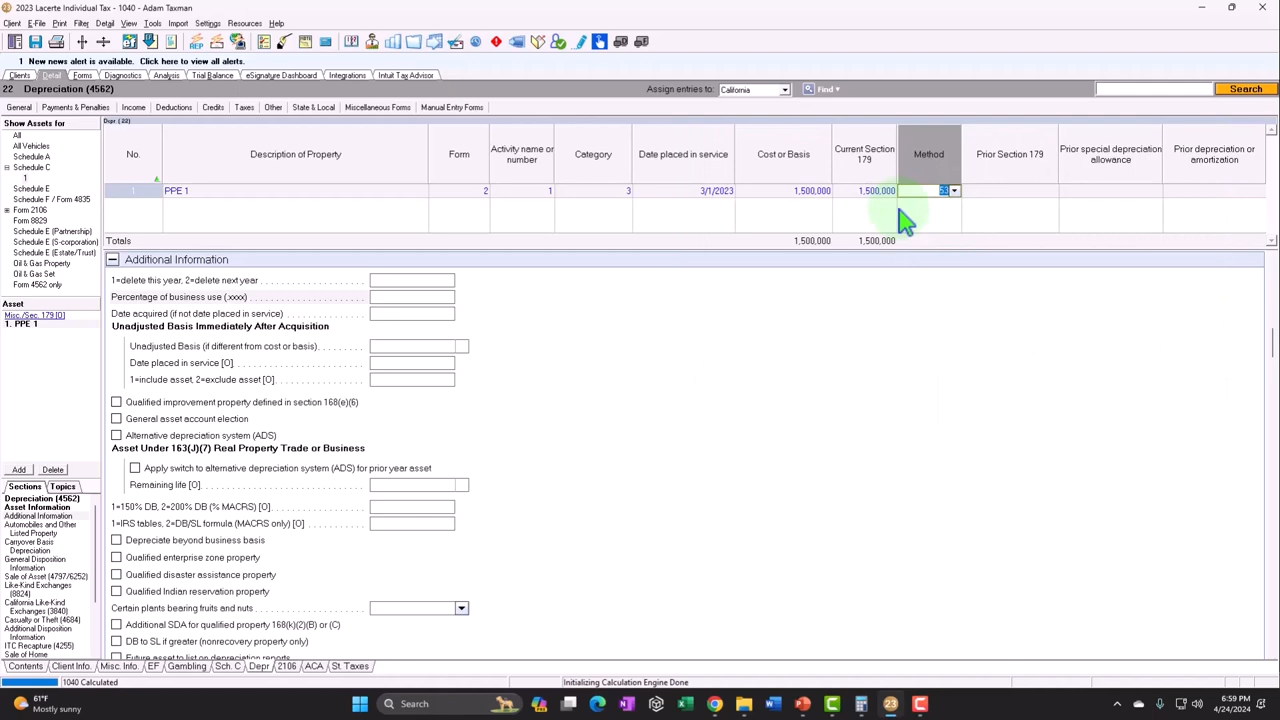 2023 Lacerte Individual Tax - 1040 - Adam Taxman
Client E-File Print Filter Detail View Tools Import Settings Resources Help
1 New news alert is available. Click here to view all alerts.
Clients Detail Forms Diagnostics Analysis Trial Balance eSignature Dashboard Integrations Intuit Tax Advisor
22 Depreciation (4562) Assign entries to: California Find Search
General Payments & Penalties Income Deductions Credits Taxes Other State & Local Miscellaneous Forms Manual Entry Forms
Show Assets for
All
All Vehicles
Schedule A
Schedule C
1
Schedule E
Schedule F / Form 4835
Form 2106
Form 8829
Schedule E (Partnership)
Schedule E (S-corporation)
Schedule E (Estate/Trust)
Oil & Gas Property
Oil & Gas Set
Form 4562 only
Asset
Misc./Sec. 179 [O]
1. PPE 1
Add Delete
Sections Topics
Depreciation (4562)
Asset Information
Additional Information
Automobiles and Other
Listed Property
Carryover Basis
Depreciation
General Disposition
Information
Sale of Asset (4797/6252)
Like-Kind Exchanges
(8824)
California Like-Kind
Exchanges (3840)
Casualty or Theft (4684)
Additional Disposition
Information
ITC Recapture (4255)
Sale of Home
Depr (22)
No. Description of Property Form Activity name or number Category Date placed in service Cost or Basis Current Section 179 Method Prior Section 179 Prior special depreciation allowance Prior depreciation or amortization
1 PPE 1 2 1 3 3/1/2023 1,500,000 1,500,000 53
Totals 1,500,000 1,500,000
Additional Information
1=delete this year, 2=delete next year
Percentage of business use (.xxxx)
Date acquired (if not date placed in service)
Unadjusted Basis Immediately After Acquisition
Unadjusted Basis (if different from cost or basis)
Date placed in service [O]
1=include asset, 2=exclude asset [O]
Qualified improvement property defined in section 168(e)(6)
General asset account election
Alternative depreciation system (ADS)
Asset Under 163(J)(7) Real Property Trade or Business
Apply switch to alternative depreciation system (ADS) for prior year asset
Remaining life [O]
1=150% DB, 2=200% DB (% MACRS) [O]
1=IRS tables, 2=DB/SL formula (MACRS only) [O]
Depreciate beyond business basis
Qualified enterprise zone property
Qualified disaster assistance property
Qualified Indian reservation property
Certain plants bearing fruits and nuts
Additional SDA for qualified property 168(k)(2)(B) or (C)
DB to SL if greater (nonrecovery property only)
Future asset to list on depreciation reports
Contents Client Info. Misc. Info. EF Gambling Sch. C Depr 2106 ACA St. Taxes
1040 Calculated Initializing Calculation Engine Done
61°F
Mostly sunny
Search
6:59 PM
4/24/2024